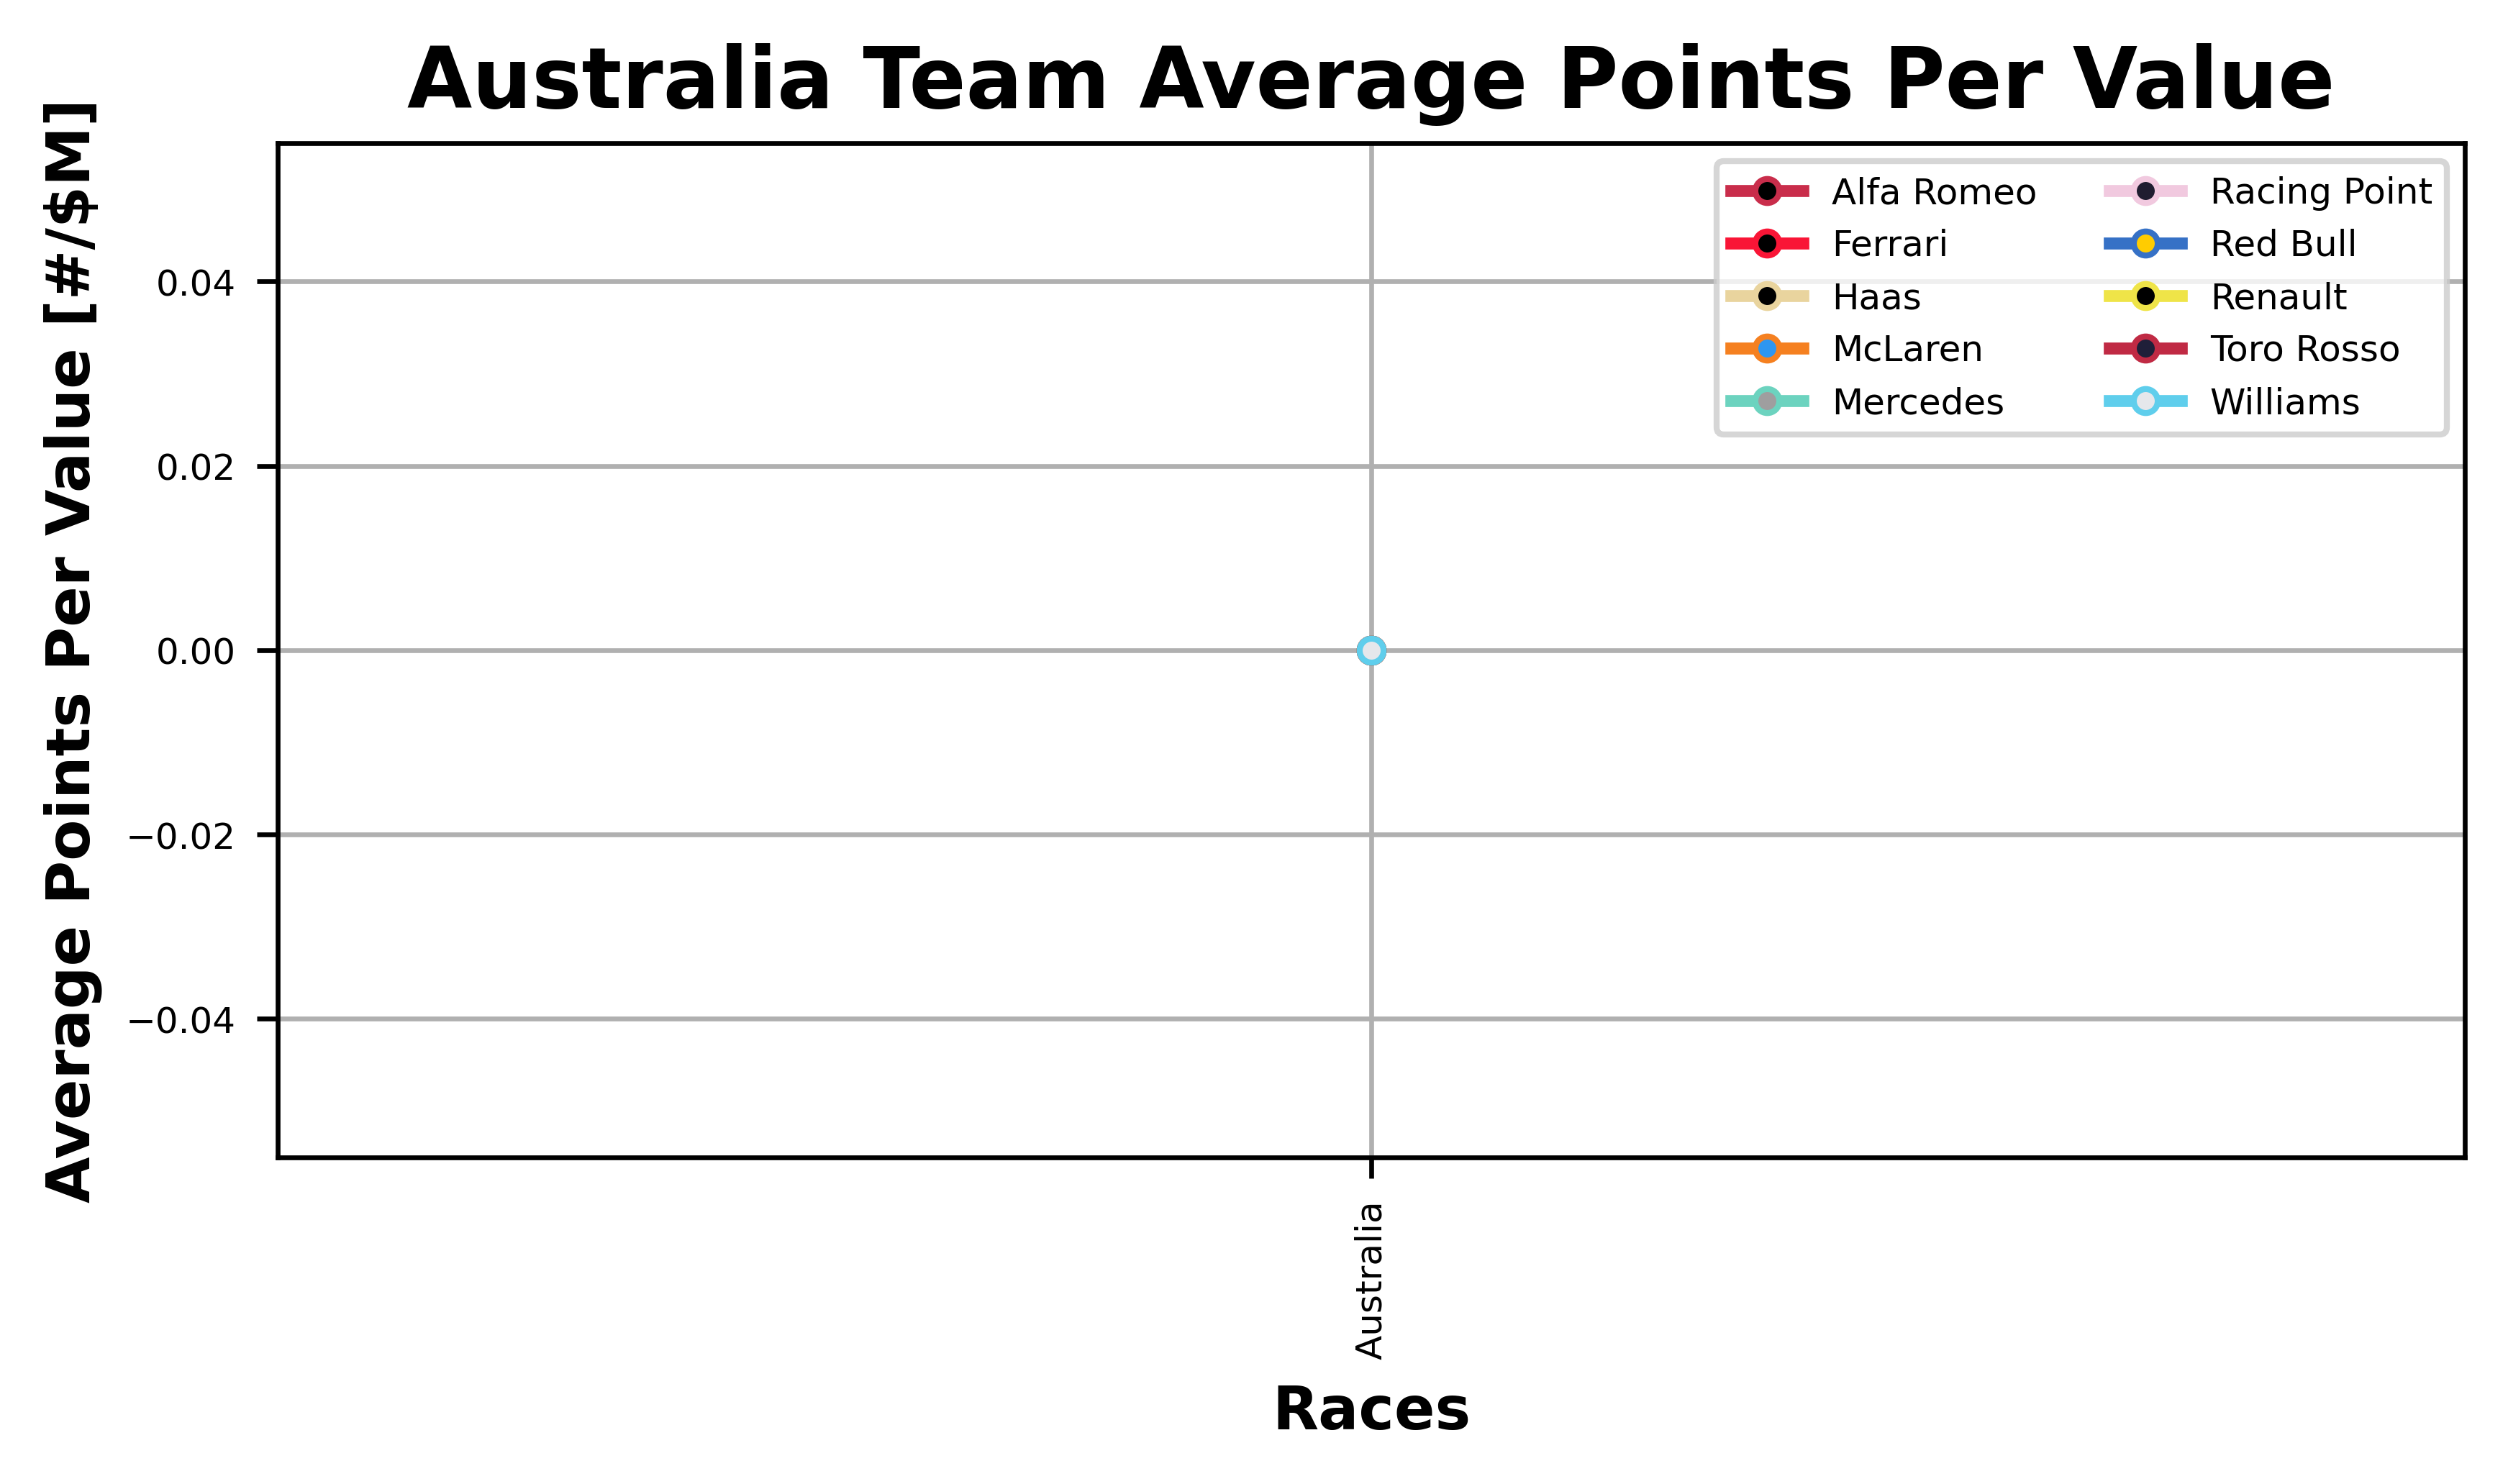 Australia Team Average Points Per Value
Average Points Per Value [#/$M]
0.04
0.02
0.00
−0.02
−0.04
Alfa Romeo
Ferrari
Haas
McLaren
Mercedes
Racing Point
Red Bull
Renault
Toro Rosso
Williams
Australia
Races